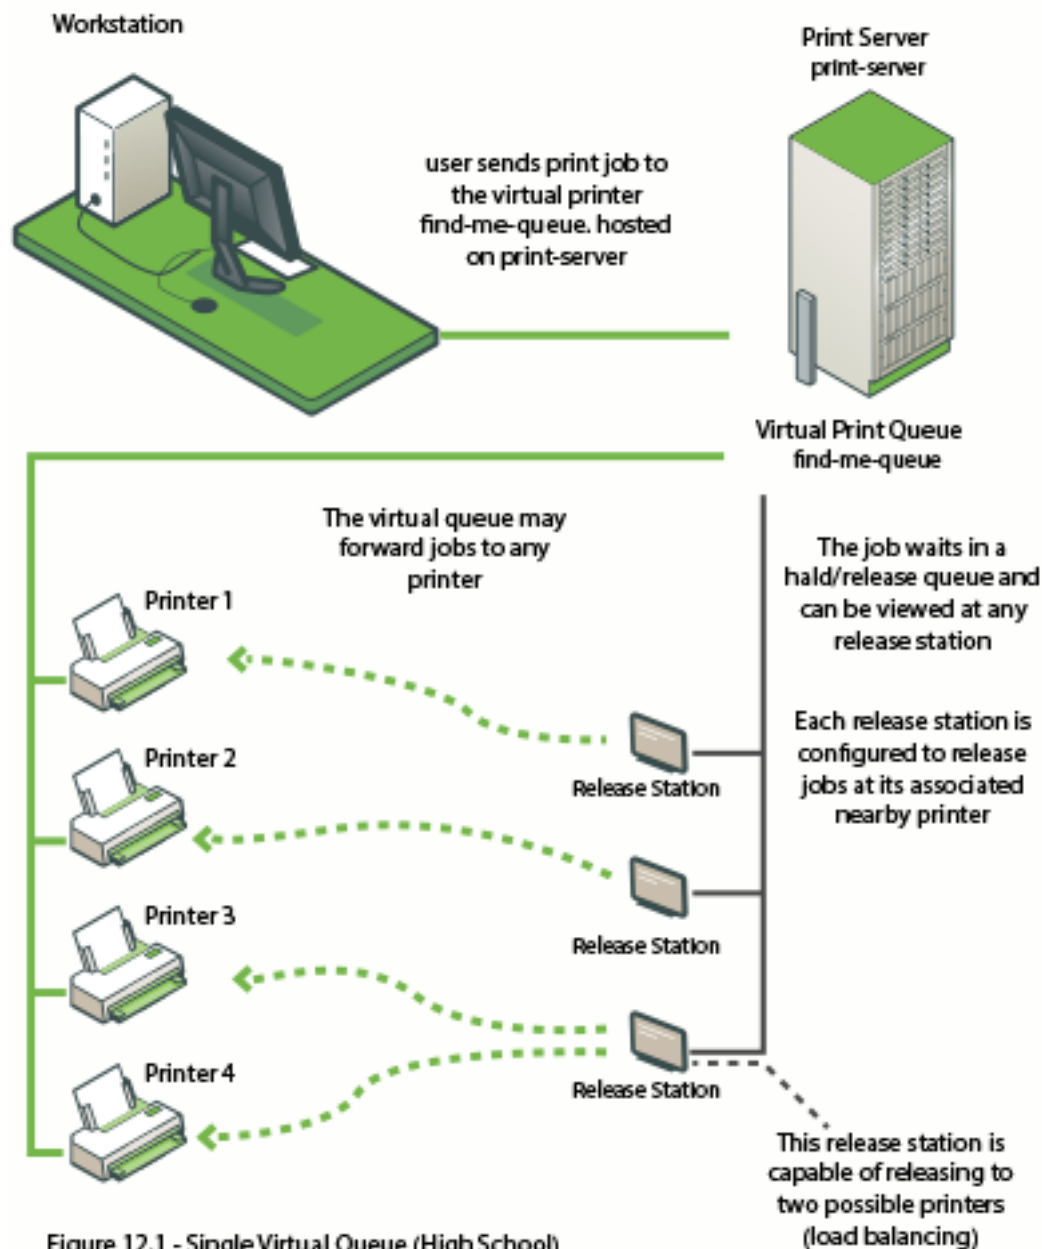 Workstation
Print Server
print-server
user sends print job to
the virtual printer
find-me-queue. hosted
on print-server
Virtual Print Queue
find-me-queue
The virtual queue may
forward jobs to any
printer
The job waits in a
hald/release queue and
can be viewed at any
release station
Printer 1
Each release station is
configured to release
jobs at its associated
nearby printer
Release Station
Printer 2
Release Station
Printer 3
Release Station
Printer 4
This release station is
capable of releasing to
two possible printers
(load balancing)
Figure 12.1 - Single Virtual Queue (High School)